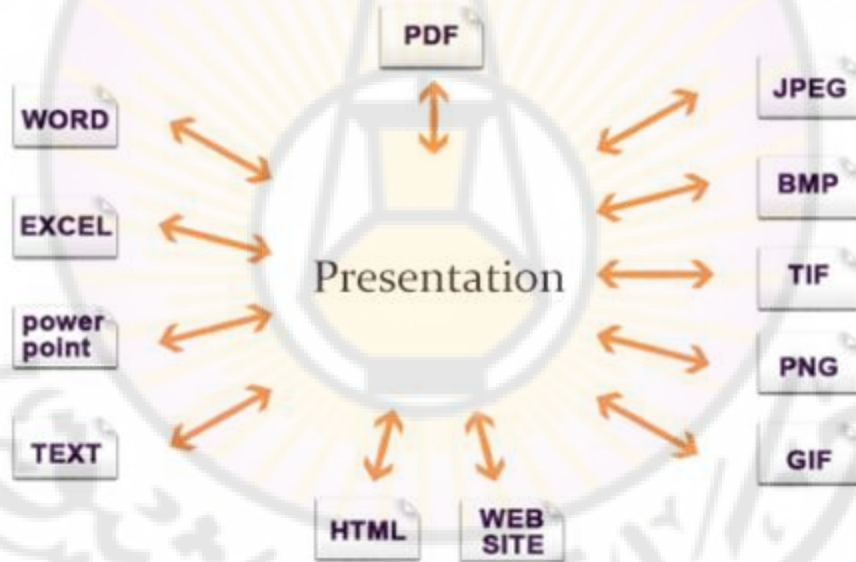 PDF
WORD
EXCEL
power
point
TEXT
Presentation
JPEG
BMP
TIF
PNG
GIF
HTML
WEB
SITE